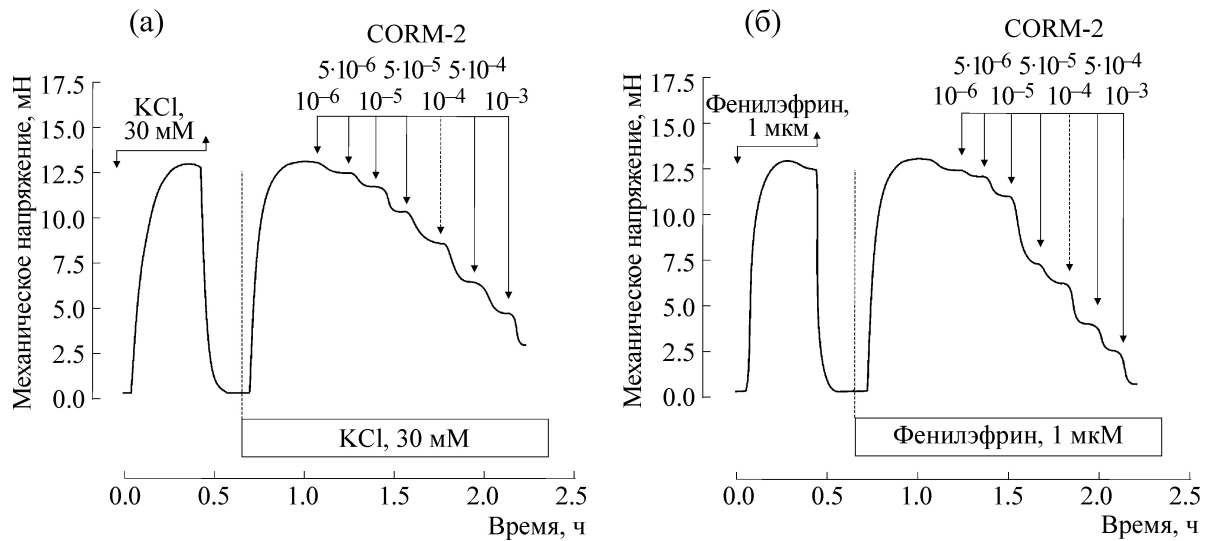 (а)
CORM-2
5·10–6 5·10–5 5·10–4
10–6 10–5 10–4 10–3
KCl,
30 мМ
Механическое напряжение, мН
17.5
15.0
12.5
10.0
7.5
5.0
2.5
0.0
KCl, 30 мМ
0.0 0.5 1.0 1.5 2.0 2.5
Время, ч
(б)
CORM-2
5·10–6 5·10–5 5·10–4
10–6 10–5 10–4 10–3
Фенилэфрин,
1 мкм
Механическое напряжение, мН
17.5
15.0
12.5
10.0
7.5
5.0
2.5
0.0
Фенилэфрин, 1 мкМ
0.0 0.5 1.0 1.5 2.0 2.5
Время, ч